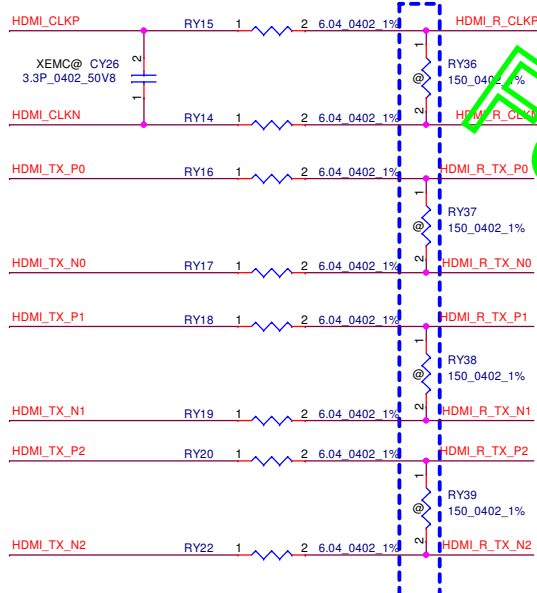 HDMI_CLKP RY15 1 2 6.04_0402_1% HDMI_R_CLKP
XEMC@ CY26 2 1 RY36
3.3P_0402_50V8 @ 150_0402_1%
1 2
HDMI_CLKN RY14 1 2 6.04_0402_1% HDMI_R_CLKN
HDMI_TX_P0 RY16 1 2 6.04_0402_1% HDMI_R_TX_P0
1 RY37
@ 150_0402_1%
2
HDMI_TX_N0 RY17 1 2 6.04_0402_1% HDMI_R_TX_N0
HDMI_TX_P1 RY18 1 2 6.04_0402_1% HDMI_R_TX_P1
1 RY38
@ 150_0402_1%
2
HDMI_TX_N1 RY19 1 2 6.04_0402_1% HDMI_R_TX_N1
HDMI_TX_P2 RY20 1 2 6.04_0402_1% HDMI_R_TX_P2
1 RY39
@ 150_0402_1%
2
HDMI_TX_N2 RY22 1 2 6.04_0402_1% HDMI_R_TX_N2